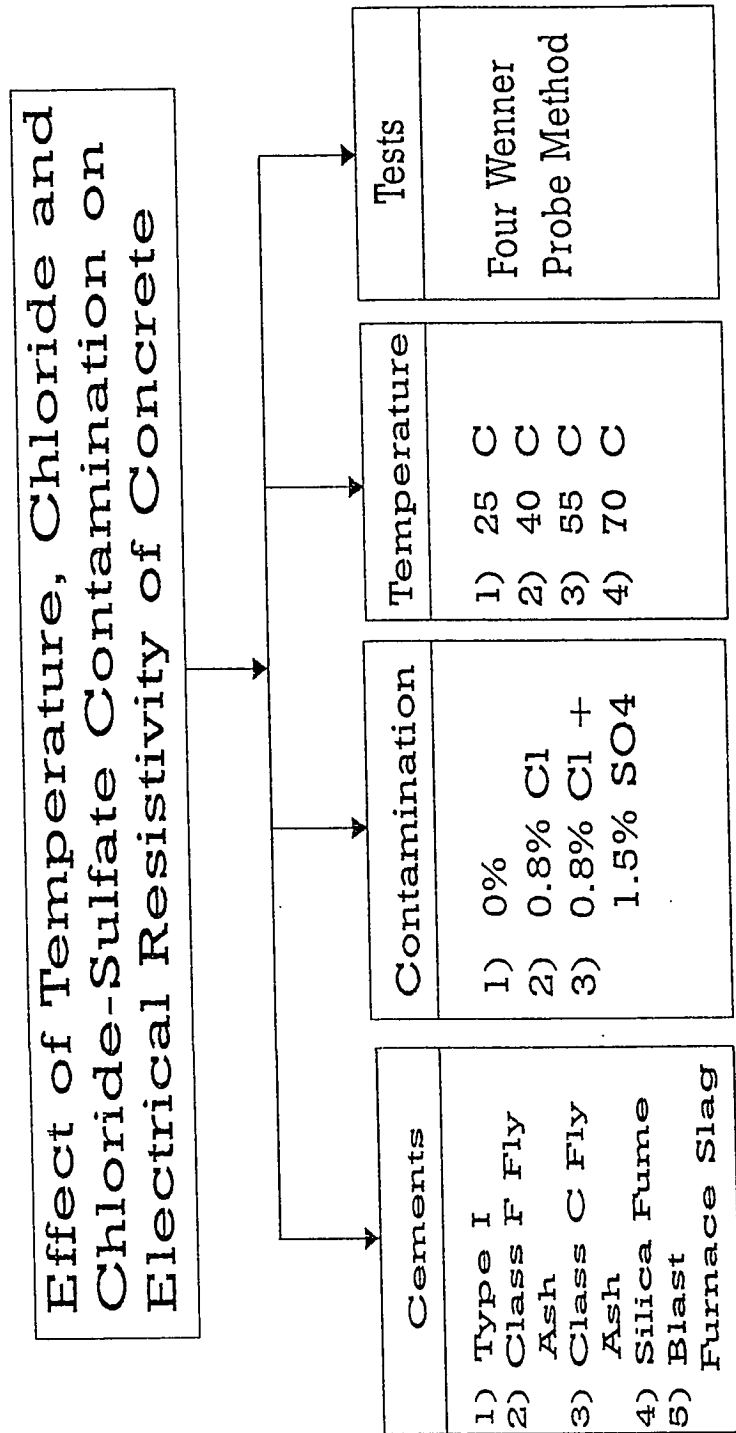 Effect of Temperature, Chloride and
Chloride-Sulfate Contamination on
Electrical Resistivity of Concrete
Cements
1) Type I
2) Class F Fly
Ash
3) Class C Fly
Ash
4) Silica Fume
5) Blast
Furnace Slag
Contamination
1) 0%
2) 0.8% Cl
3) 0.8% Cl +
1.5% SO4
Temperature
1) 25 C
2) 40 C
3) 55 C
4) 70 C
Tests
Four Wenner
Probe Method